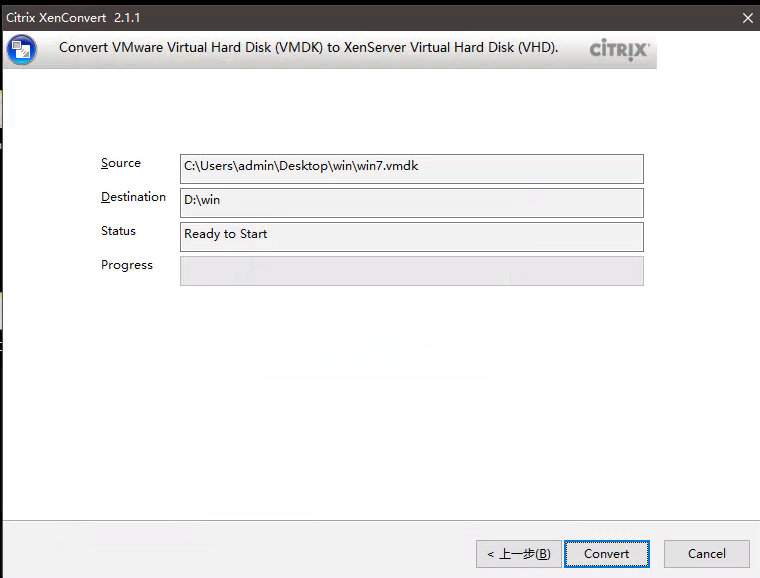 Citrix XenConvert 2.1.1
Convert VMware Virtual Hard Disk (VMDK) to XenServer Virtual Hard Disk (VHD).
CITRIX
Source
C:\Users\admin\Desktop\win\win7.vmdk
Destination
D:\win
Status
Ready to Start
Progress
< 上一步(B)
Convert
Cancel